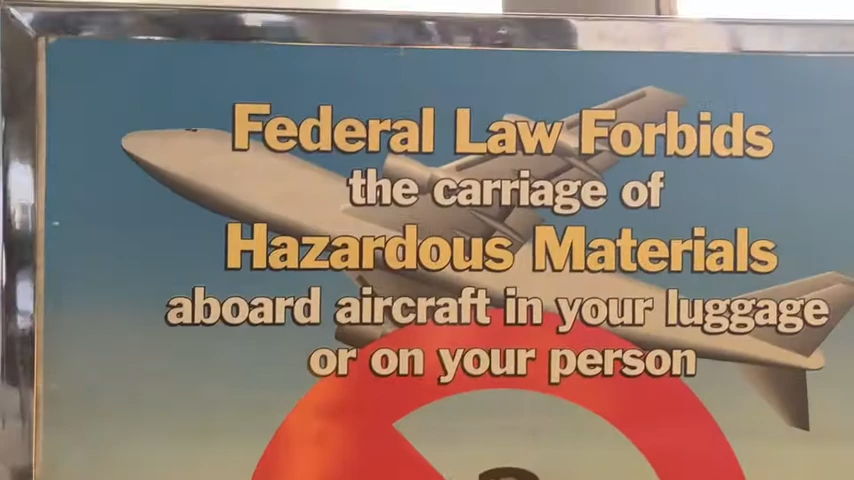 Federal Law Forbids
the carriage of
Hazardous Materials
aboard aircraft in your luggage
or on your person